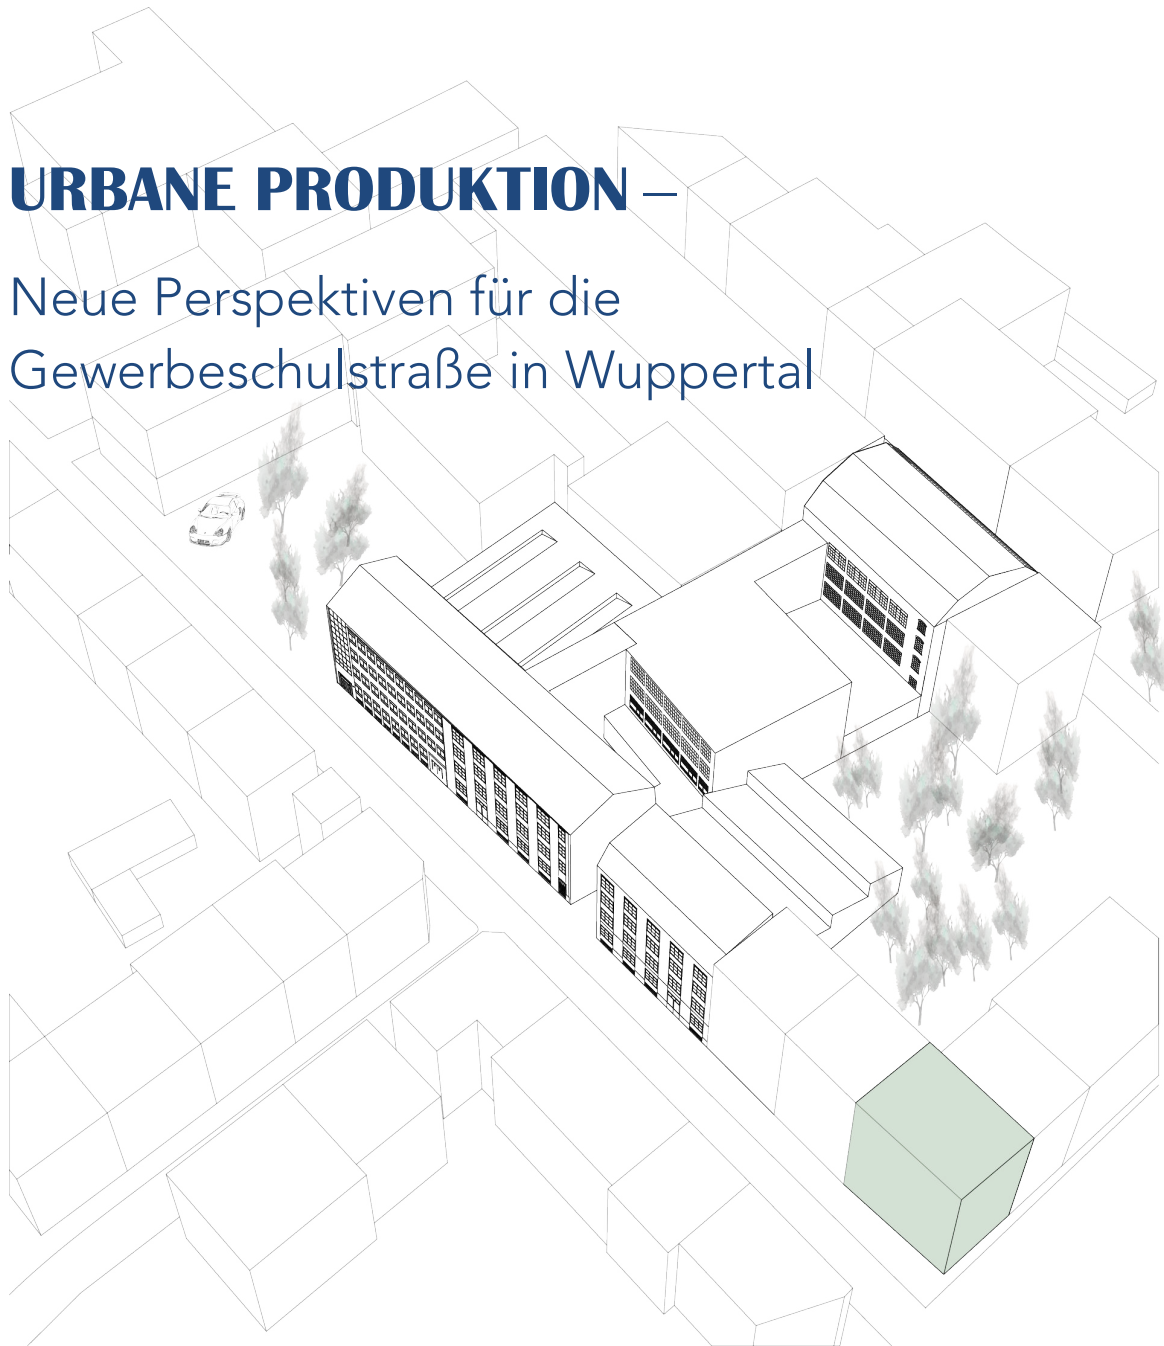 URBANE PRODUKTION –
Neue Perspektiven für die
Gewerbeschulstraße in Wuppertal